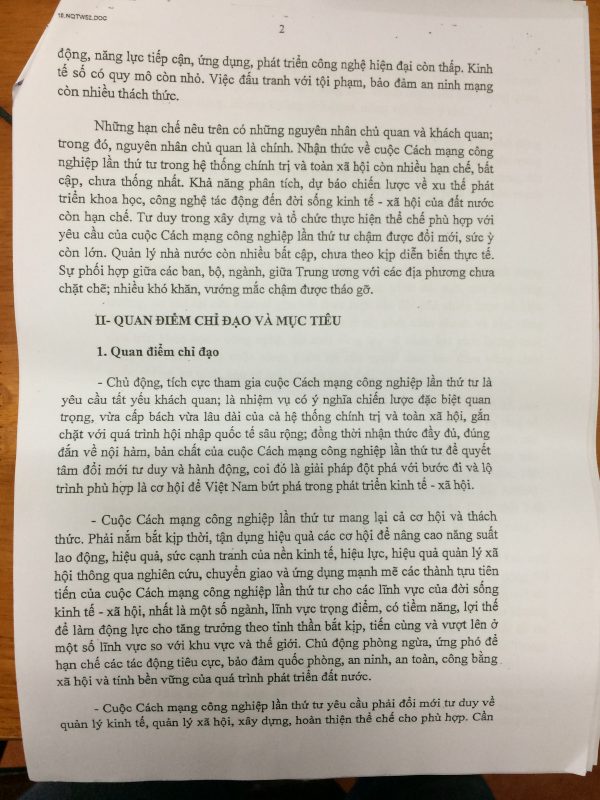 10.NQTW52.DOC
2
động, năng lực tiếp cận, ứng dụng, phát triển công nghệ hiện đại còn thấp. Kinh
tế số có quy mô còn nhỏ. Việc đấu tranh với tội phạm, bảo đảm an ninh mạng
còn nhiều thách thức.
Những hạn chế nêu trên có những nguyên nhân chủ quan và khách quan;
trong đó, nguyên nhân chủ quan là chính. Nhận thức về cuộc Cách mạng công
nghiệp lần thứ tư trong hệ thống chính trị và toàn xã hội còn nhiều hạn chế, bất
cập, chưa thống nhất. Khả năng phân tích, dự báo chiến lược về xu thế phát
triển khoa học, công nghệ tác động đến đời sống kinh tế - xã hội của đất nước
còn hạn chế. Tư duy trong xây dựng và tổ chức thực hiện thể chế phù hợp với
yêu cầu của cuộc Cách mạng công nghiệp lần thứ tư chậm được đổi mới, sức ỳ
còn lớn. Quản lý nhà nước còn nhiều bất cập, chưa theo kịp diễn biến thực tế.
Sự phối hợp giữa các ban, bộ, ngành, giữa Trung ương với các địa phương chưa
chặt chẽ; nhiều khó khăn, vướng mắc chậm được tháo gỡ.
II- QUAN ĐIỂM CHỈ ĐẠO VÀ MỤC TIÊU
1. Quan điểm chỉ đạo
- Chủ động, tích cực tham gia cuộc Cách mạng công nghiệp lần thứ tư là
yêu cầu tất yếu khách quan; là nhiệm vụ có ý nghĩa chiến lược đặc biệt quan
trọng, vừa cấp bách vừa lâu dài của cả hệ thống chính trị và toàn xã hội, gắn
chặt với quá trình hội nhập quốc tế sâu rộng; đồng thời nhận thức đầy đủ, đúng
đắn về nội hàm, bản chất của cuộc Cách mạng công nghiệp lần thứ tư để quyết
tâm đổi mới tư duy và hành động, coi đó là giải pháp đột phá với bước đi và lộ
trình phù hợp là cơ hội để Việt Nam bứt phá trong phát triển kinh tế - xã hội.
- Cuộc Cách mạng công nghiệp lần thứ tư mang lại cả cơ hội và thách
thức. Phải nắm bắt kịp thời, tận dụng hiệu quả các cơ hội để nâng cao năng suất
lao động, hiệu quả, sức cạnh tranh của nền kinh tế, hiệu lực, hiệu quả quản lý xã
hội thông qua nghiên cứu, chuyển giao và ứng dụng mạnh mẽ các thành tựu tiên
tiến của cuộc Cách mạng công nghiệp lần thứ tư cho các lĩnh vực của đời sống
kinh tế - xã hội, nhất là một số ngành, lĩnh vực trọng điểm, có tiềm năng, lợi thế
để làm động lực cho tăng trưởng theo tinh thần bắt kịp, tiến cùng và vượt lên ở
một số lĩnh vực so với khu vực và thế giới. Chủ động phòng ngừa, ứng phó để
hạn chế các tác động tiêu cực, bảo đảm quốc phòng, an ninh, an toàn, công bằng
xã hội và tính bền vững của quá trình phát triển đất nước.
- Cuộc Cách mạng công nghiệp lần thứ tư yêu cầu phải đổi mới tư duy về
quản lý kinh tế, quản lý xã hội, xây dựng, hoàn thiện thể chế cho phù hợp. Cần